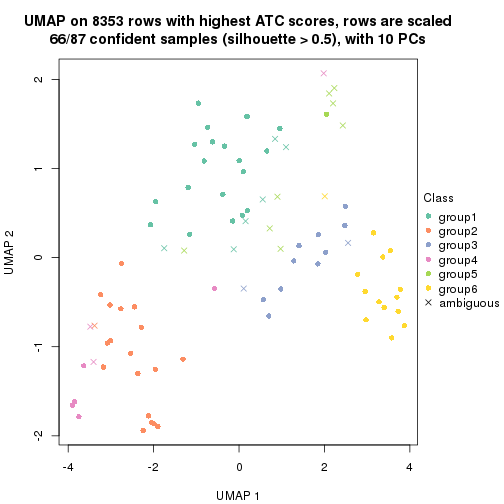 UMAP on 8353 rows with highest ATC scores, rows are scaled
66/87 confident samples (silhouette > 0.5), with 10 PCs
2
1
0
-1
-2
UMAP 2
-4
-2
0
2
4
UMAP 1
Class
group1
group2
group3
group4
group5
group6
ambiguous